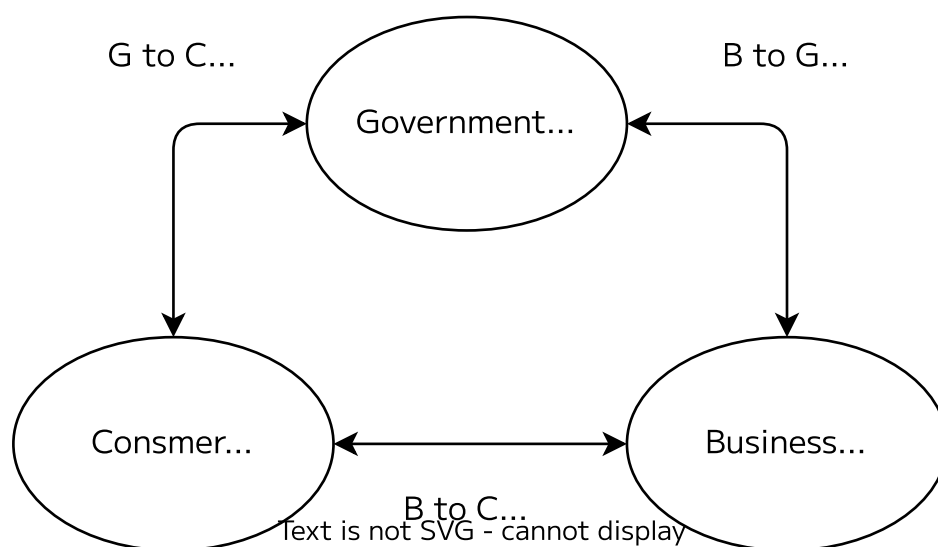 G to C...
B to G...
Government...
Consmer...
Business...
B to C...
Text is not SVG - cannot display